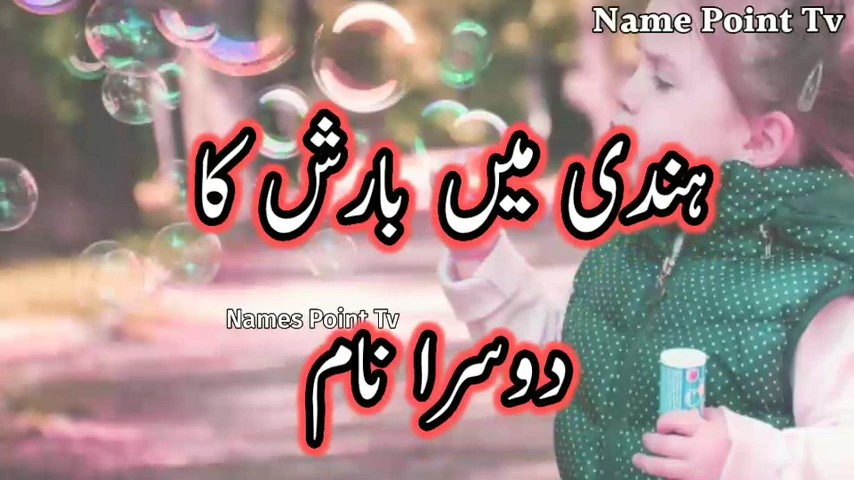 Name Point Tv
ہندی میں بارش کا
Names Point Tv
دوسرا نام